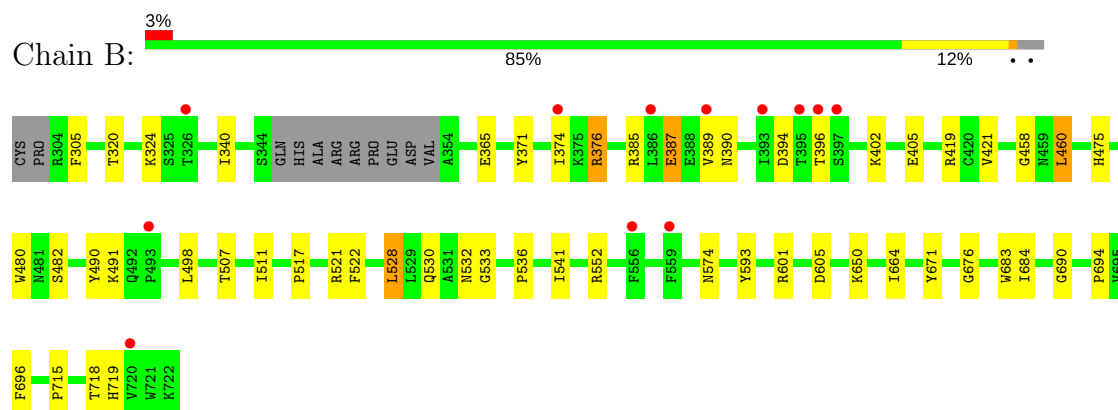 3%
Chain B:
85% 12% • •
CYS PRO R304 F305 T320 K324 S325 T326 I340 S344 GLN HIS ALA ARG ARG PRO GLU ASP VAL A354 E365 Y371 I374 K375 R376 R385 L386 E387 E388 V389 N390 I393 D394 T395 T396 S397 K402 E405 R419 C420 V421 G458 N459 L460 H475
W480 N481 S482 Y490 K491 Q492 P493 L498 T507 I511 P517 R521 F522 L528 L529 Q530 A531 N532 G533 P536 I541 R552 F556 F559 N574 Y593 R601 D605 K650 I664 Y671 G676 W683 I684 G690 P694 V695
F696 P715 T718 H719 V720 W721 K722